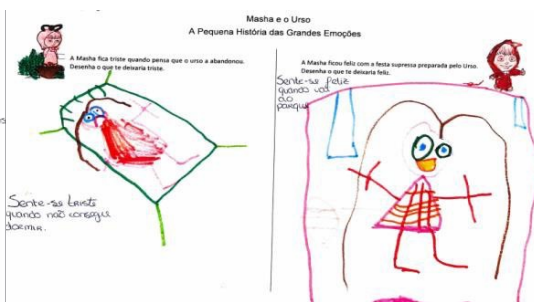 Masha e o Urso
A Pequena História das Grandes Emoções
A Masha fica triste quando pensa que o urso a abandonou.
Desenha o que te deixaria triste.
Sente-se triste
quando não consegue
dormir.
A Masha ficou feliz com a festa supressa preparada pelo Urso.
Desenha o que te deixaria feliz.
Sente-se feliz
quando vai
ao
parque